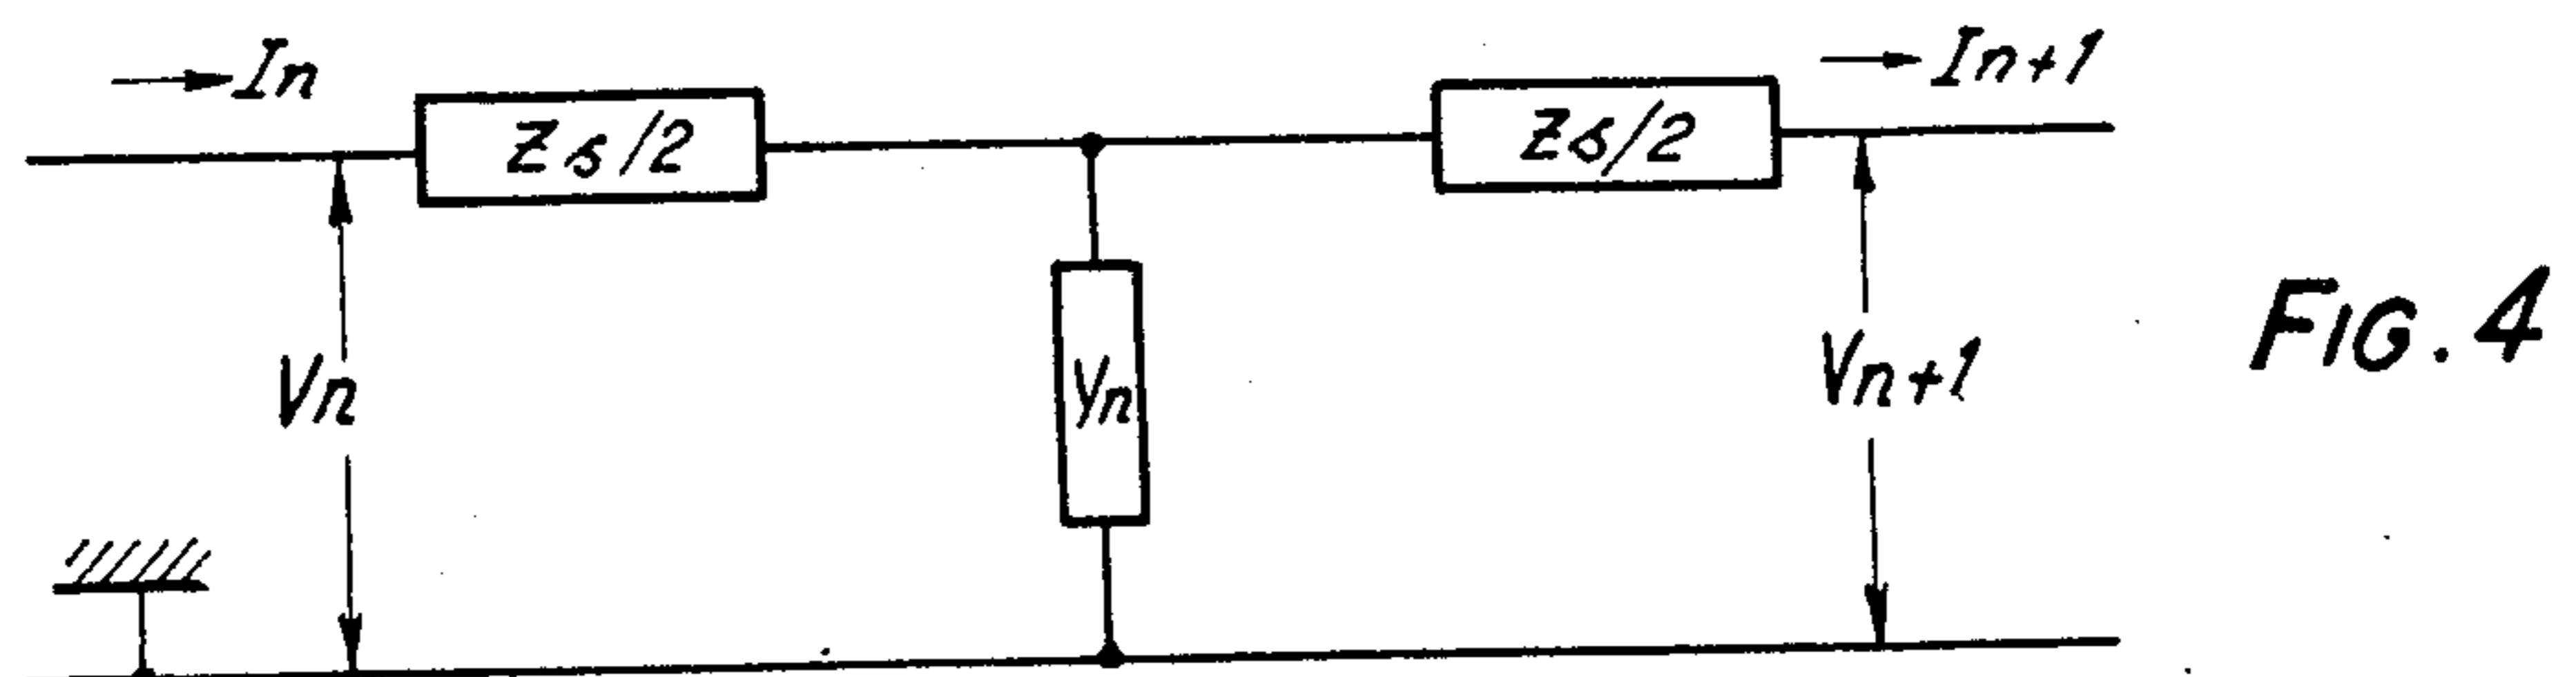 In
In+1
Zs/2
Zs/2
Vn
Yn
Vn+1
FIG. 4